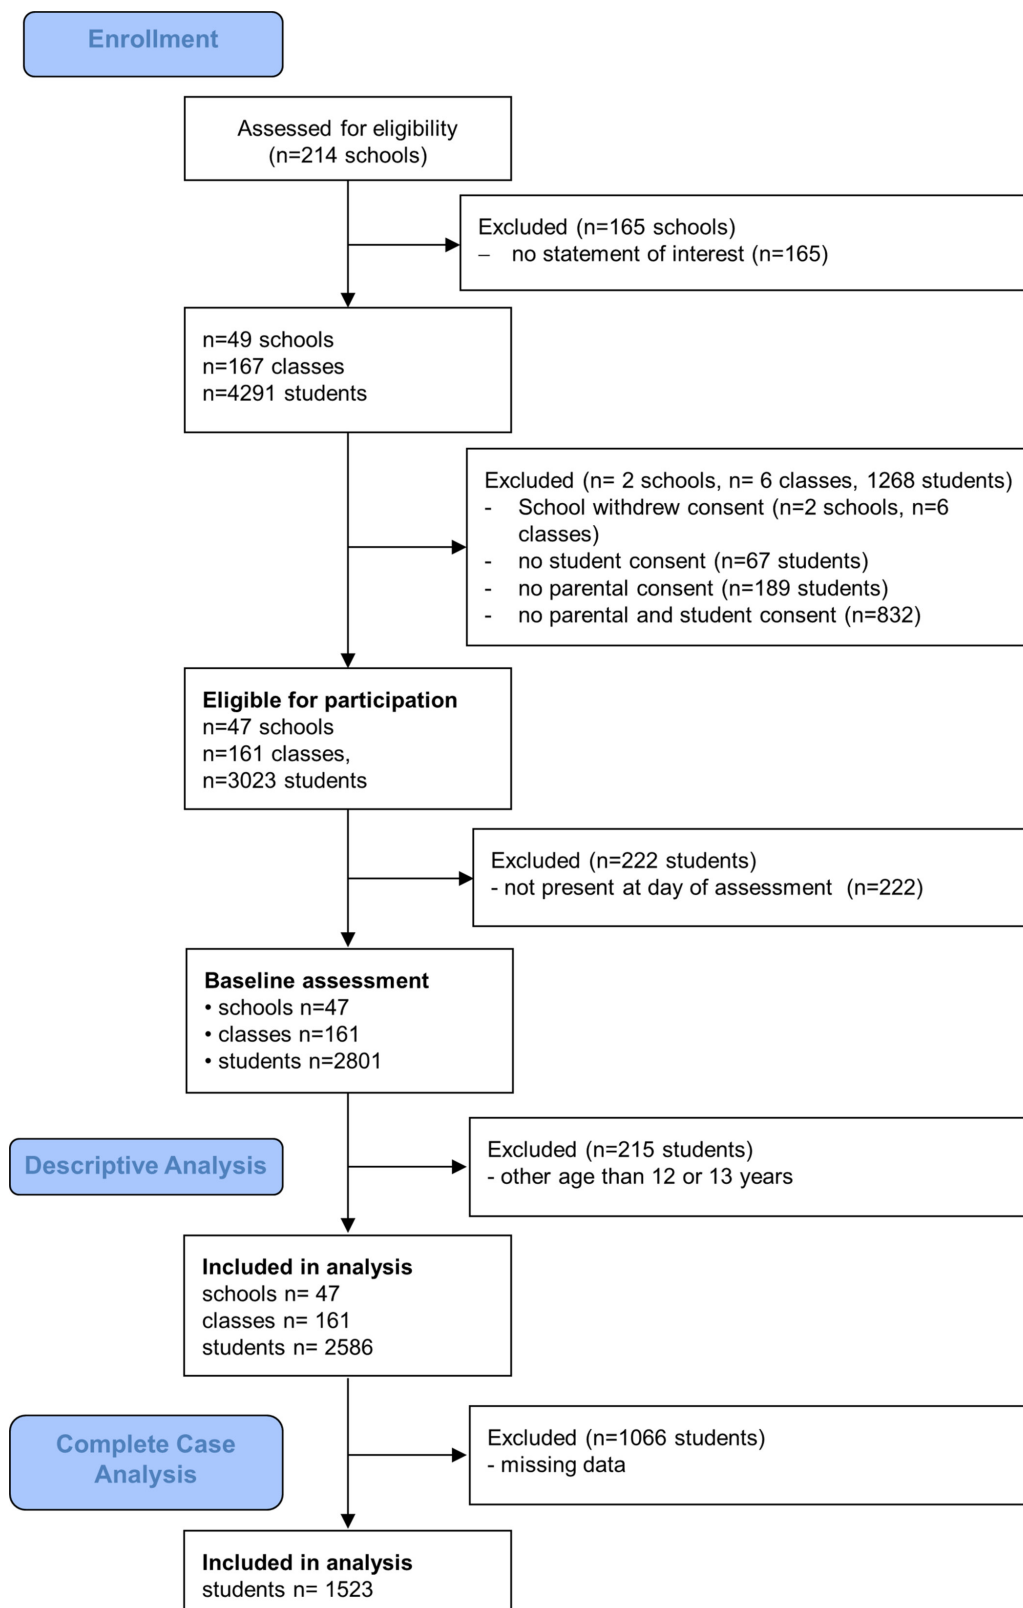 Enrollment
Assessed for eligibility
(n=214 schools)
Excluded (n=165 schools)
– no statement of interest (n=165)
n=49 schools
n=167 classes
n=4291 students
Excluded (n= 2 schools, n= 6 classes, 1268 students)
- School withdrew consent (n=2 schools, n=6
classes)
- no student consent (n=67 students)
- no parental consent (n=189 students)
- no parental and student consent (n=832)
Eligible for participation
n=47 schools
n=161 classes,
n=3023 students
Excluded (n=222 students)
- not present at day of assessment (n=222)
Baseline assessment
• schools n=47
• classes n=161
• students n=2801
Descriptive Analysis
Excluded (n=215 students)
- other age than 12 or 13 years
Included in analysis
schools n= 47
classes n= 161
students n= 2586
Complete Case
Analysis
Excluded (n=1066 students)
- missing data
Included in analysis
students n= 1523